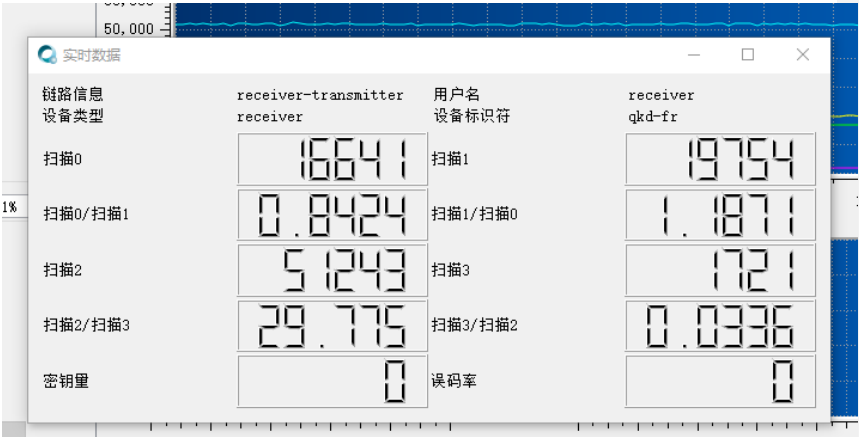 50,000
实时数据
链路信息 receiver-transmitter 用户名 receiver
设备类型 receiver 设备标识符 qkd-fr
扫描0 16641 扫描1 19754
1%
扫描0/扫描1 0.8424 扫描1/扫描0 1.1871
扫描2 51243 扫描3 1721
扫描2/扫描3 29.775 扫描3/扫描2 0.0336
密钥量 0 误码率 0